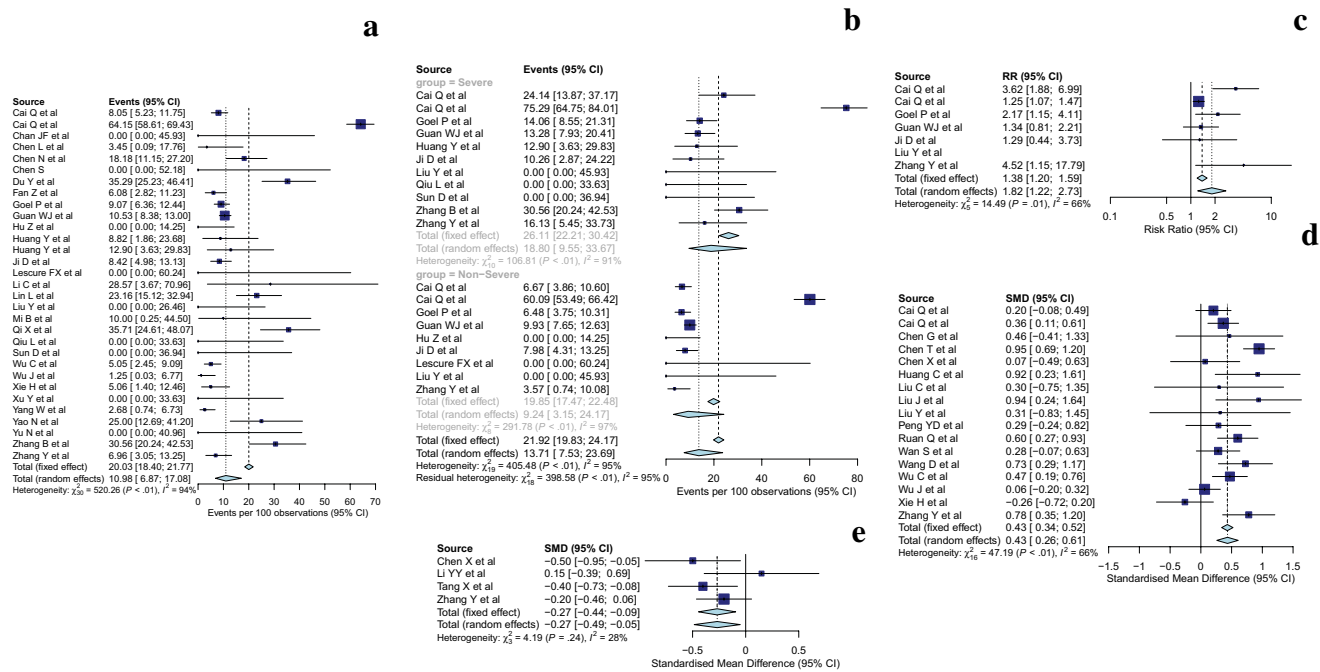 a
Source Events (95% CI)
Cai Q et al 8.05 [ 5.23; 11.75]
Cai Q et al 64.15 [58.61; 69.43]
Chan JF et al 0.00 [ 0.00; 45.93]
Chen L et al 3.45 [ 0.09; 17.76]
Chen N et al 18.18 [11.15; 27.20]
Chen S 0.00 [ 0.00; 52.18]
Du Y et al 35.29 [25.23; 46.41]
Fan Z et al 6.08 [ 2.82; 11.23]
Goel P et al 9.07 [ 6.36; 12.44]
Guan WJ et al 10.53 [ 8.38; 13.00]
Hu Z et al 0.00 [ 0.00; 14.25]
Huang Y et al 8.82 [ 1.86; 23.68]
Huang Y et al 12.90 [ 3.63; 29.83]
Ji D et al 8.42 [ 4.98; 13.13]
Lescure FX et al 0.00 [ 0.00; 60.24]
Li C et al 28.57 [ 3.67; 70.96]
Lin L et al 23.16 [15.12; 32.94]
Liu Y et al 0.00 [ 0.00; 26.46]
Mi B et al 10.00 [ 0.25; 44.50]
Qi X et al 35.71 [24.61; 48.07]
Qiu L et al 0.00 [ 0.00; 33.63]
Sun D et al 0.00 [ 0.00; 36.94]
Wu C et al 5.05 [ 2.45; 9.09]
Wu J et al 1.25 [ 0.03; 6.77]
Xie H et al 5.06 [ 1.40; 12.46]
Xu Y et al 0.00 [ 0.00; 33.63]
Yang W et al 2.68 [ 0.74; 6.73]
Yao N et al 25.00 [12.69; 41.20]
Yu N et al 0.00 [ 0.00; 40.96]
Zhang B et al 30.56 [20.24; 42.53]
Zhang Y et al 6.96 [ 3.45; 13.25]
Total (fixed effect) 20.03 [18.40; 21.77]
Total (random effects) 10.98 [ 6.87; 17.08]
Heterogeneity: χ²₃₀ = 520.26 (P < .01), I² = 94%
0 10 20 30 40 50 60 70
Events per 100 observations (95% CI)
b
Source Events (95% CI)
group = Severe
Cai Q et al 24.14 [13.87; 37.17]
Cai Q et al 75.29 [64.75; 84.01]
Goel P et al 14.06 [ 8.55; 21.31]
Guan WJ et al 13.28 [ 7.93; 20.41]
Huang Y et al 12.90 [ 3.63; 29.83]
Ji D et al 10.26 [ 2.87; 24.22]
Liu Y et al 0.00 [ 0.00; 45.93]
Qiu L et al 0.00 [ 0.00; 33.63]
Sun D et al 0.00 [ 0.00; 36.94]
Zhang B et al 30.56 [20.24; 42.53]
Zhang Y et al 16.13 [ 5.45; 33.73]
Total (fixed effect) 26.11 [22.21; 30.42]
Total (random effects) 18.80 [ 9.55; 33.67]
Heterogeneity: χ²₁₀ = 106.81 (P < .01), I² = 91%
group = Non-Severe
Cai Q et al 6.67 [ 3.86; 10.60]
Cai Q et al 60.09 [53.49; 66.42]
Goel P et al 6.48 [ 3.75; 10.31]
Guan WJ et al 9.93 [ 7.65; 12.63]
Hu Z et al 0.00 [ 0.00; 14.25]
Ji D et al 7.98 [ 4.31; 13.25]
Lescure FX et al 0.00 [ 0.00; 60.24]
Liu Y et al 0.00 [ 0.00; 45.93]
Zhang Y et al 3.57 [ 0.74; 10.08]
Total (fixed effect) 19.85 [17.47; 22.48]
Total (random effects) 9.24 [ 3.15; 24.17]
Heterogeneity: χ²₈ = 291.78 (P < .01), I² = 97%
Total (fixed effect) 21.92 [19.83; 24.17]
Total (random effects) 13.71 [ 7.53; 23.69]
Heterogeneity: χ²₁₉ = 405.48 (P < .01), I² = 95%
Residual heterogeneity: χ²₁₈ = 398.58 (P < .01), I² = 95%
0 20 40 60 80
Events per 100 observations (95% CI)
c
Source RR (95% CI)
Cai Q et al 3.62 [1.88; 6.99]
Cai Q et al 1.25 [1.07; 1.47]
Goel P et al 2.17 [1.15; 4.11]
Guan WJ et al 1.34 [0.81; 2.21]
Ji D et al 1.29 [0.44; 3.73]
Liu Y et al
Zhang Y et al 4.52 [1.15; 17.79]
Total (fixed effect) 1.38 [1.20; 1.59]
Total (random effects) 1.82 [1.22; 2.73]
Heterogeneity: χ²₅ = 14.49 (P = .01), I² = 66%
0.1 0.5 1 2 10
Risk Ratio (95% CI)
d
Source SMD (95% CI)
Cai Q et al 0.20 [−0.08; 0.49]
Cai Q et al 0.36 [ 0.11; 0.61]
Chen G et al 0.46 [−0.41; 1.33]
Chen T et al 0.95 [ 0.69; 1.20]
Chen X et al 0.07 [−0.49; 0.63]
Huang C et al 0.92 [ 0.23; 1.61]
Liu C et al 0.30 [−0.75; 1.35]
Liu J et al 0.94 [ 0.24; 1.64]
Liu Y et al 0.31 [−0.83; 1.45]
Peng YD et al 0.29 [−0.24; 0.82]
Ruan Q et al 0.60 [ 0.27; 0.93]
Wan S et al 0.28 [−0.07; 0.63]
Wang D et al 0.73 [ 0.29; 1.17]
Wu C et al 0.47 [ 0.19; 0.76]
Wu J et al 0.06 [−0.20; 0.32]
Xie H et al −0.26 [−0.72; 0.20]
Zhang Y et al 0.78 [ 0.35; 1.20]
Total (fixed effect) 0.43 [ 0.34; 0.52]
Total (random effects) 0.43 [ 0.26; 0.61]
Heterogeneity: χ²₁₆ = 47.19 (P < .01), I² = 66%
−1.5 −1 −0.5 0 0.5 1 1.5
Standardised Mean Difference (95% CI)
e
Source SMD (95% CI)
Chen X et al −0.50 [−0.95; −0.05]
Li YY et al 0.15 [−0.39; 0.69]
Tang X et al −0.40 [−0.73; −0.08]
Zhang Y et al −0.20 [−0.46; 0.06]
Total (fixed effect) −0.27 [−0.44; −0.09]
Total (random effects) −0.27 [−0.49; −0.05]
Heterogeneity: χ²₃ = 4.19 (P = .24), I² = 28%
−0.5 0 0.5
Standardised Mean Difference (95% CI)